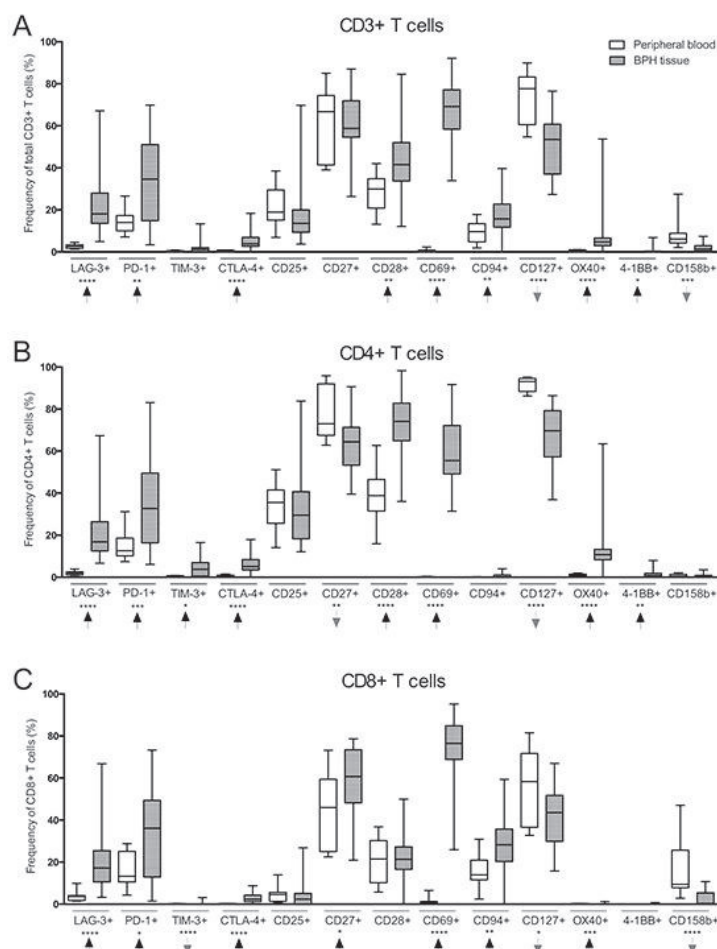 A
CD3+ T cells
Peripheral blood
BPH tissue
Frequency of total CD3+ T cells (%)
100
80
60
40
20
0
LAG-3+ PD-1+ TIM-3+ CTLA-4+ CD25+ CD27+ CD28+ CD69+ CD94+ CD127+ OX40+ 4-1BB+ CD158b+
**** ** **** ** **** ** **** **** * ***
B
CD4+ T cells
Frequency of CD4+ T cells (%)
100
80
60
40
20
0
LAG-3+ PD-1+ TIM-3+ CTLA-4+ CD25+ CD27+ CD28+ CD69+ CD94+ CD127+ OX40+ 4-1BB+ CD158b+
**** *** * **** ** **** **** **** **** **
C
CD8+ T cells
Frequency of CD8+ T cells (%)
100
80
60
40
20
0
LAG-3+ PD-1+ TIM-3+ CTLA-4+ CD25+ CD27+ CD28+ CD69+ CD94+ CD127+ OX40+ 4-1BB+ CD158b+
**** * **** **** * **** ** * *** ****